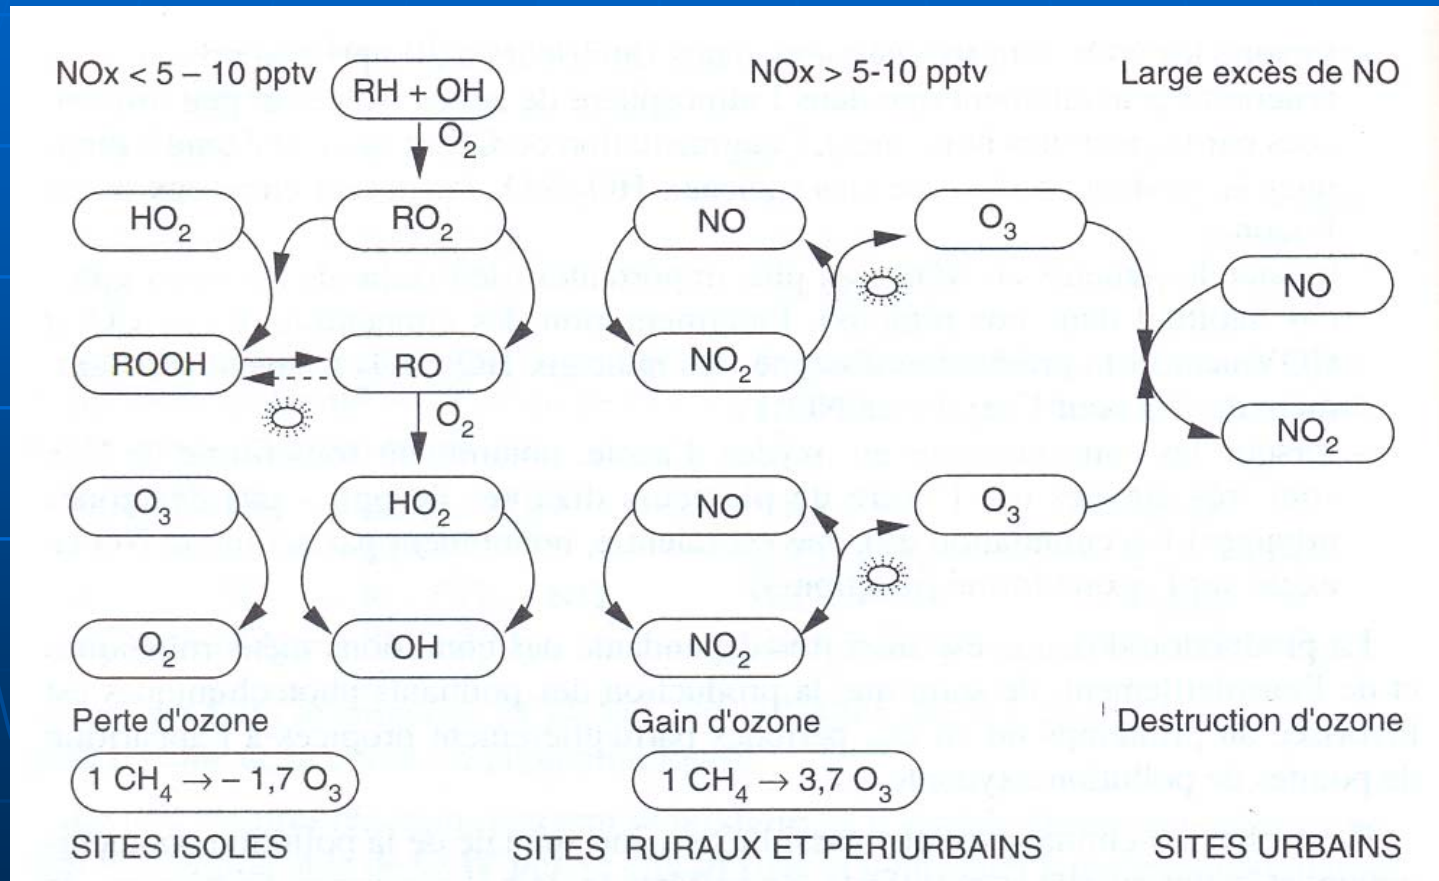 NOx < 5 – 10 pptv
RH + OH
NOx > 5-10 pptv
Large excès de NO
O2
HO2
RO2
NO
O3
NO
ROOH
RO
NO2
O2
NO2
O3
HO2
NO
O3
O2
OH
NO2
Perte d'ozone
Gain d'ozone
Destruction d'ozone
1 CH4 → – 1,7 O3
1 CH4 → 3,7 O3
SITES ISOLES
SITES RURAUX ET PERIURBAINS
SITES URBAINS